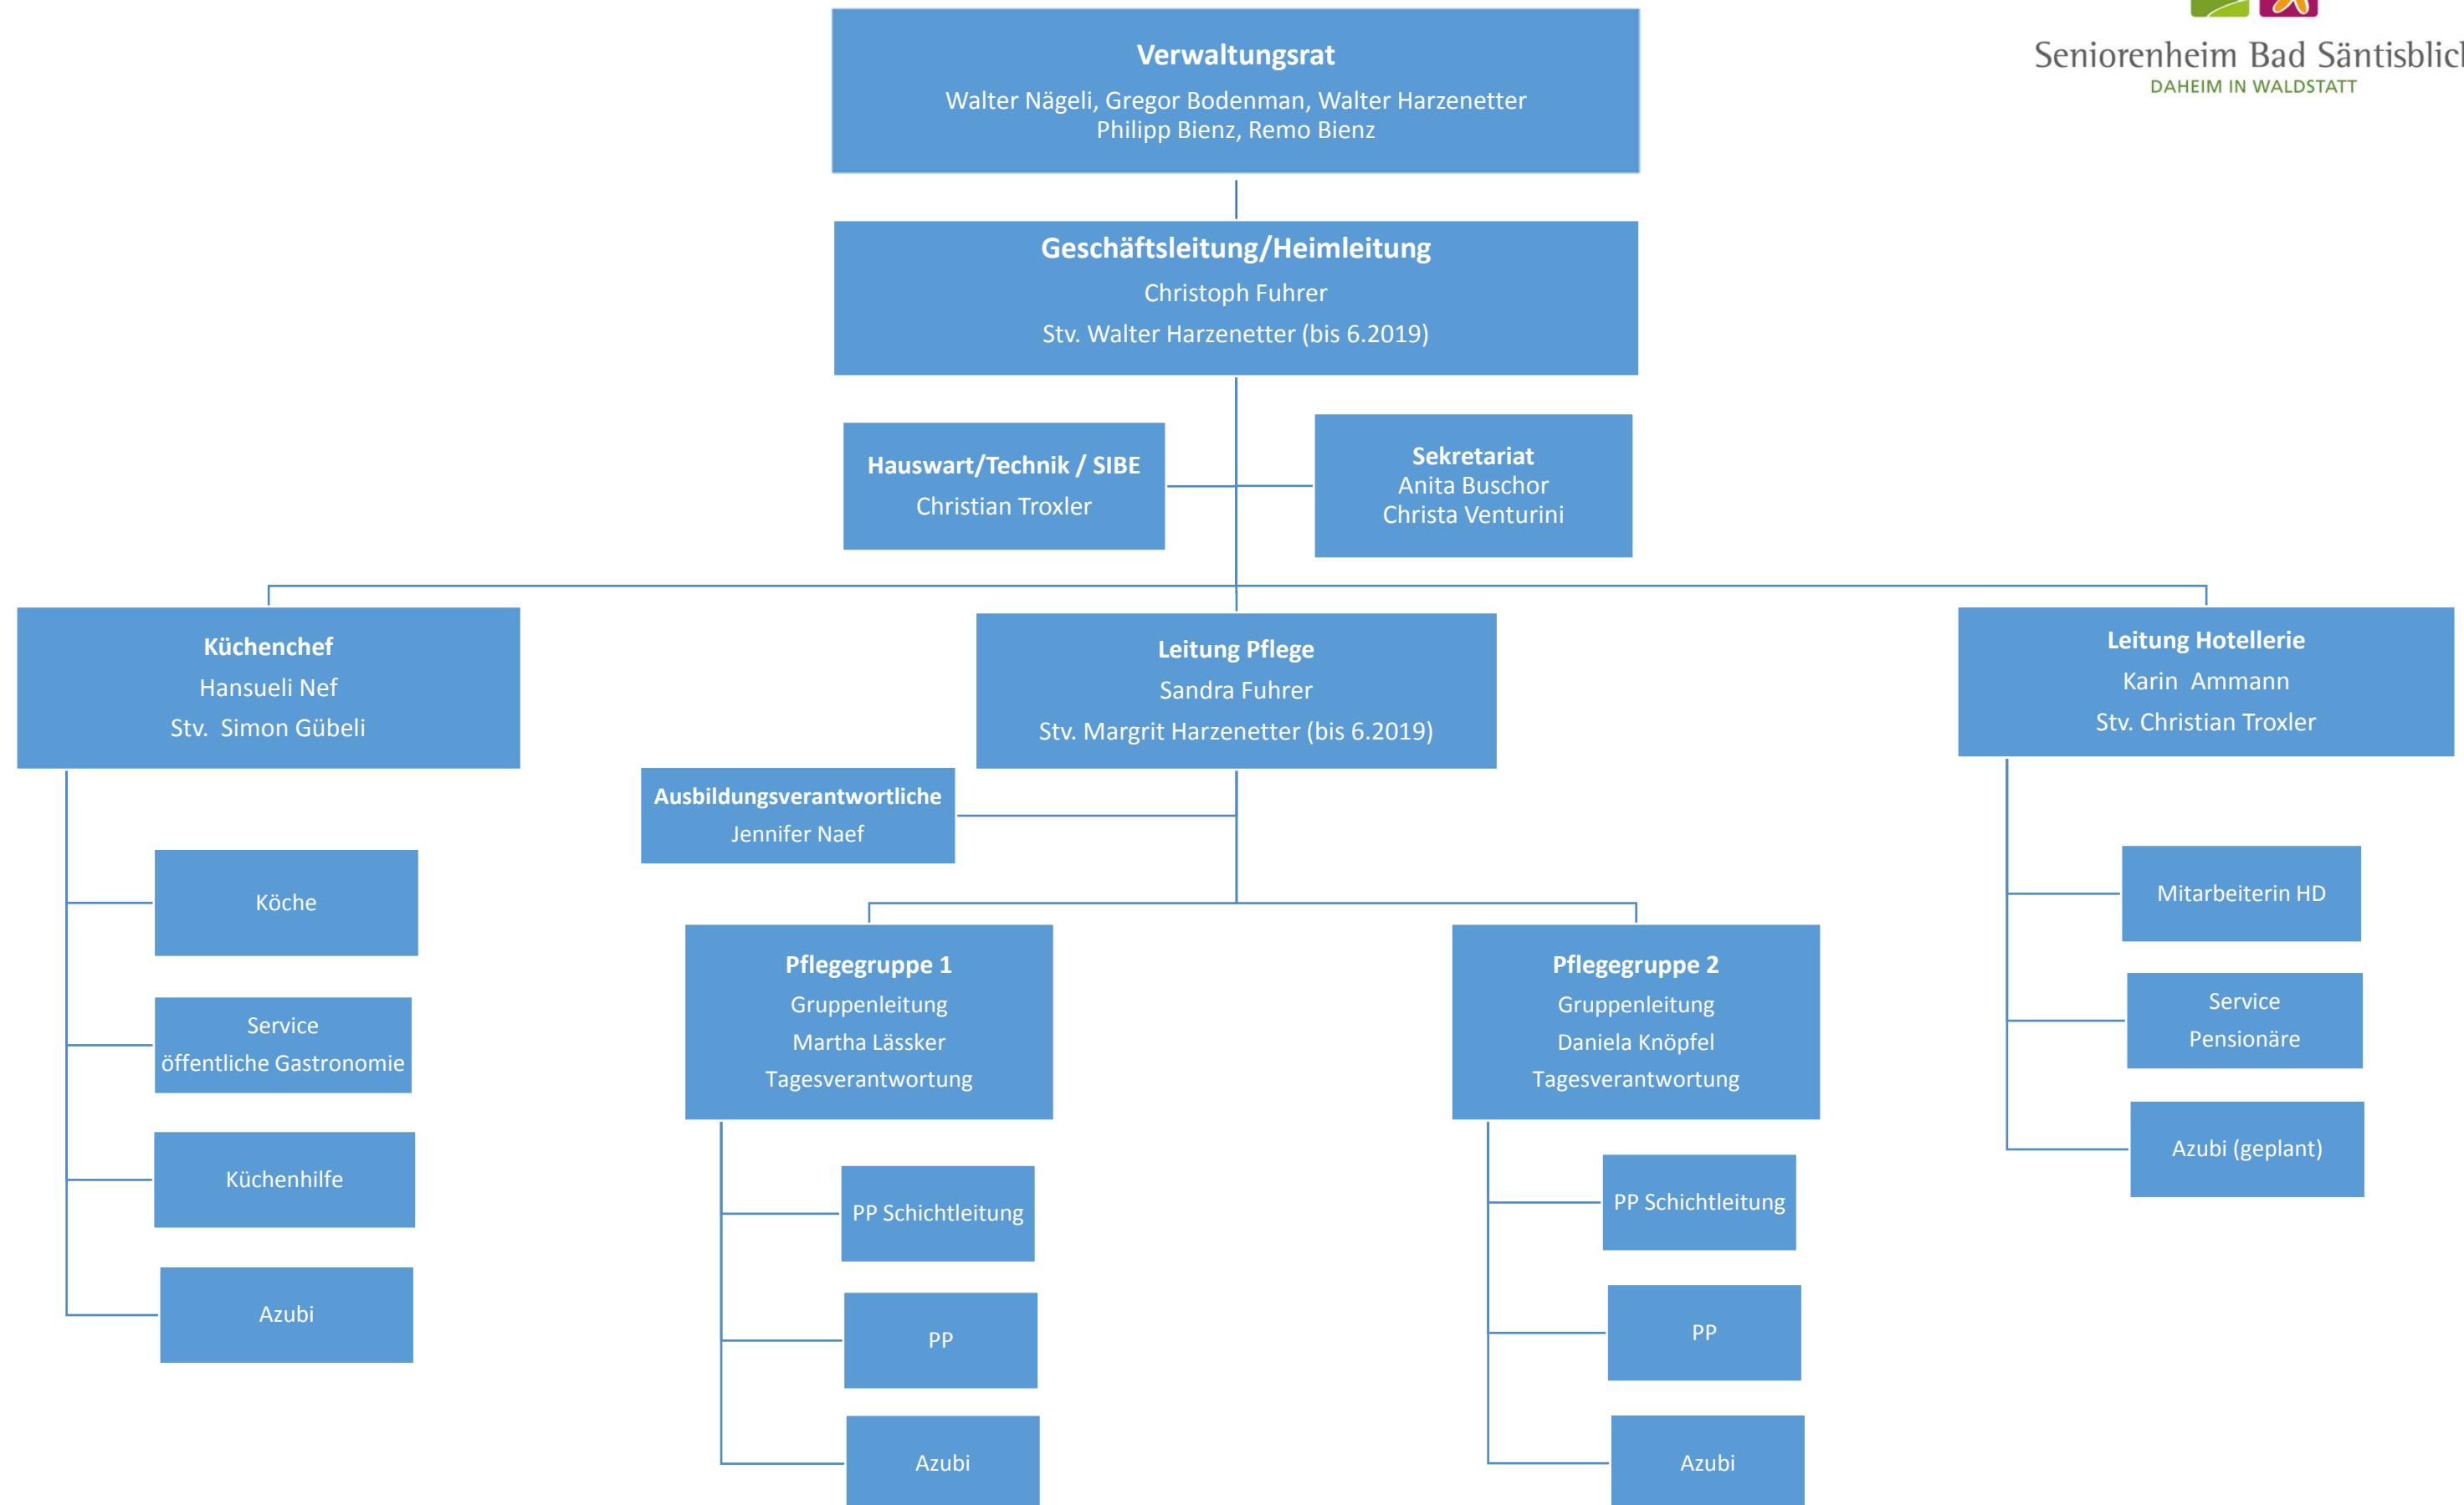 Seniorenheim Bad Säntisblick
DAHEIM IN WALDSTATT
Verwaltungsrat
Walter Nägeli, Gregor Bodenman, Walter Harzenetter
Philipp Bienz, Remo Bienz
Geschäftsleitung/Heimleitung
Christoph Fuhrer
Stv. Walter Harzenetter (bis 6.2019)
Hauswart/Technik / SIBE
Christian Troxler
Sekretariat
Anita Buschor
Christa Venturini
Küchenchef
Hansueli Nef
Stv. Simon Gübeli
Köche
Service
öffentliche Gastronomie
Küchenhilfe
Azubi
Leitung Pflege
Sandra Fuhrer
Stv. Margrit Harzenetter (bis 6.2019)
Ausbildungsverantwortliche
Jennifer Naef
Pflegegruppe 1
Gruppenleitung
Martha Lässker
Tagesverantwortung
PP Schichtleitung
PP
Azubi
Pflegegruppe 2
Gruppenleitung
Daniela Knöpfel
Tagesverantwortung
PP Schichtleitung
PP
Azubi
Leitung Hotellerie
Karin Ammann
Stv. Christian Troxler
Mitarbeiterin HD
Service
Pensionäre
Azubi (geplant)